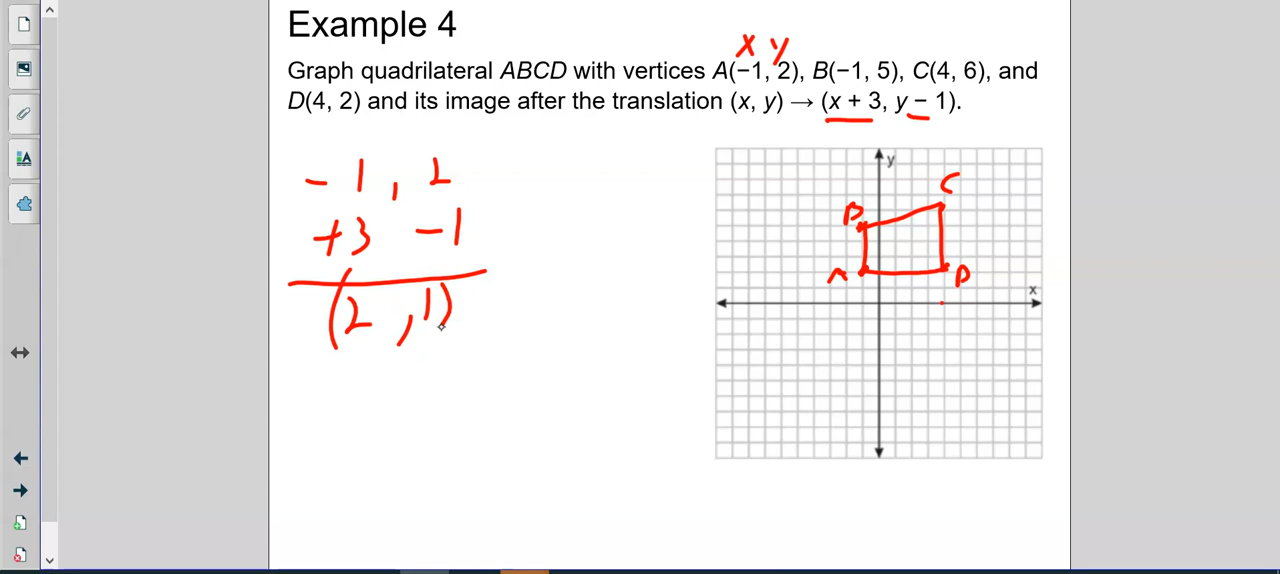 Example 4
x y
Graph quadrilateral ABCD with vertices A(−1, 2), B(−1, 5), C(4, 6), and
D(4, 2) and its image after the translation (x, y) → (x + 3, y − 1).
- 1 , 2
+3 -1
(2 , 1)
y
C
B
A
D
x